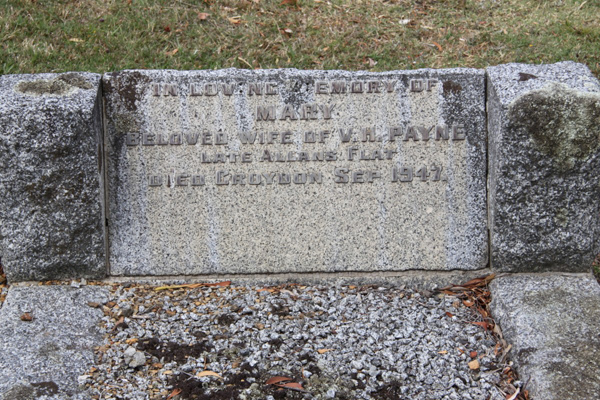 IN LOVING MEMORY OF
MARY
BELOVED WIFE OF V.H. PAYNE
LATE ALLANS FLAT
DIED CROYDON SEP. 1947.